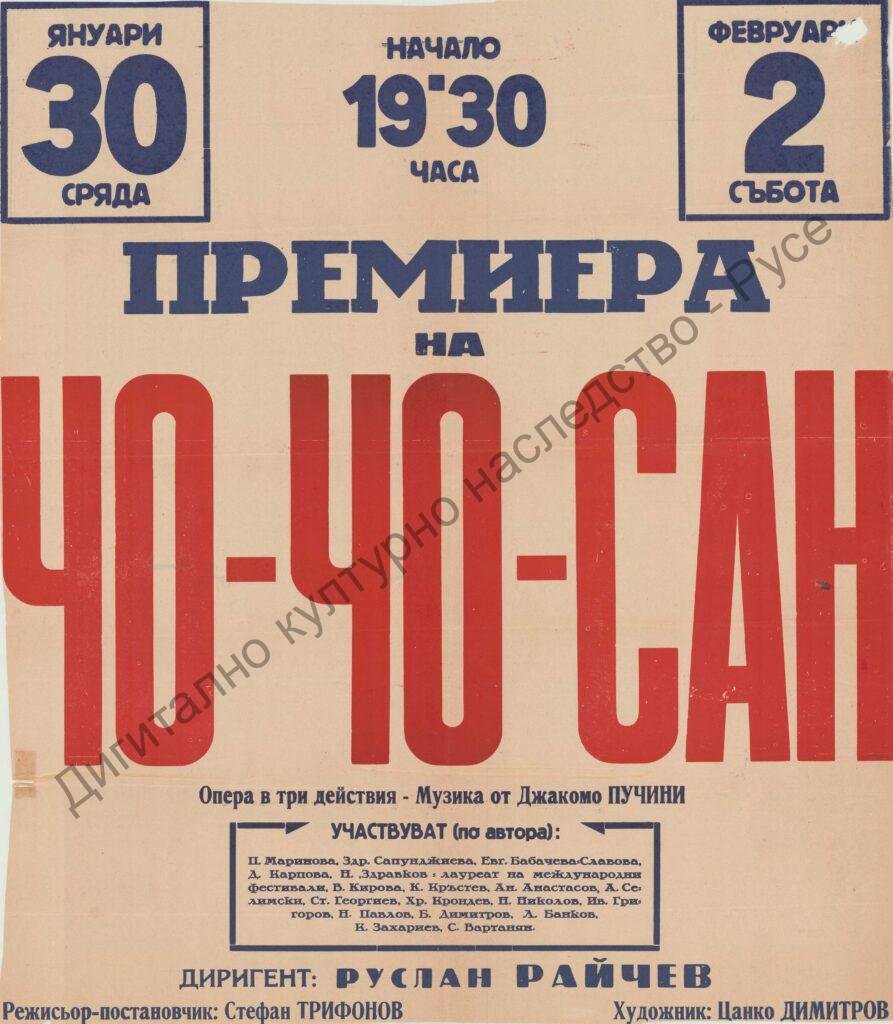 ЯНУАРИ
30
СРЯДА
НАЧАЛО
19·30
ЧАСА
ФЕВРУАРИ
2
СЪБОТА
ПРЕМИЕРА
НА
ЧО-ЧО-САН
Опера в три действия - Музика от Джакомо ПУЧИНИ
УЧАСТВУВАТ (по автора):
П. Маринова, Здр. Сапунджиева, Евг. Бабачева-Славова,
Д. Карпова, Н. Здравков - лауреат на международни
фестивали, В. Кирова, К. Кръстев, Ан. Анастасов, А. Се-
лимски, Ст. Георгиев, Хр. Крондев, П. Николов, Ив. Гри-
горов, Н. Павлов, Б. Димитров, Л. Банков,
К. Захариев, С. Вартанян.
ДИРИГЕНТ: РУСЛАН РАЙЧЕВ
Режисьор-постановчик: Стефан ТРИФОНОВ
Художник: Цанко ДИМИТРОВ
Дигитално културно наследство - Русе